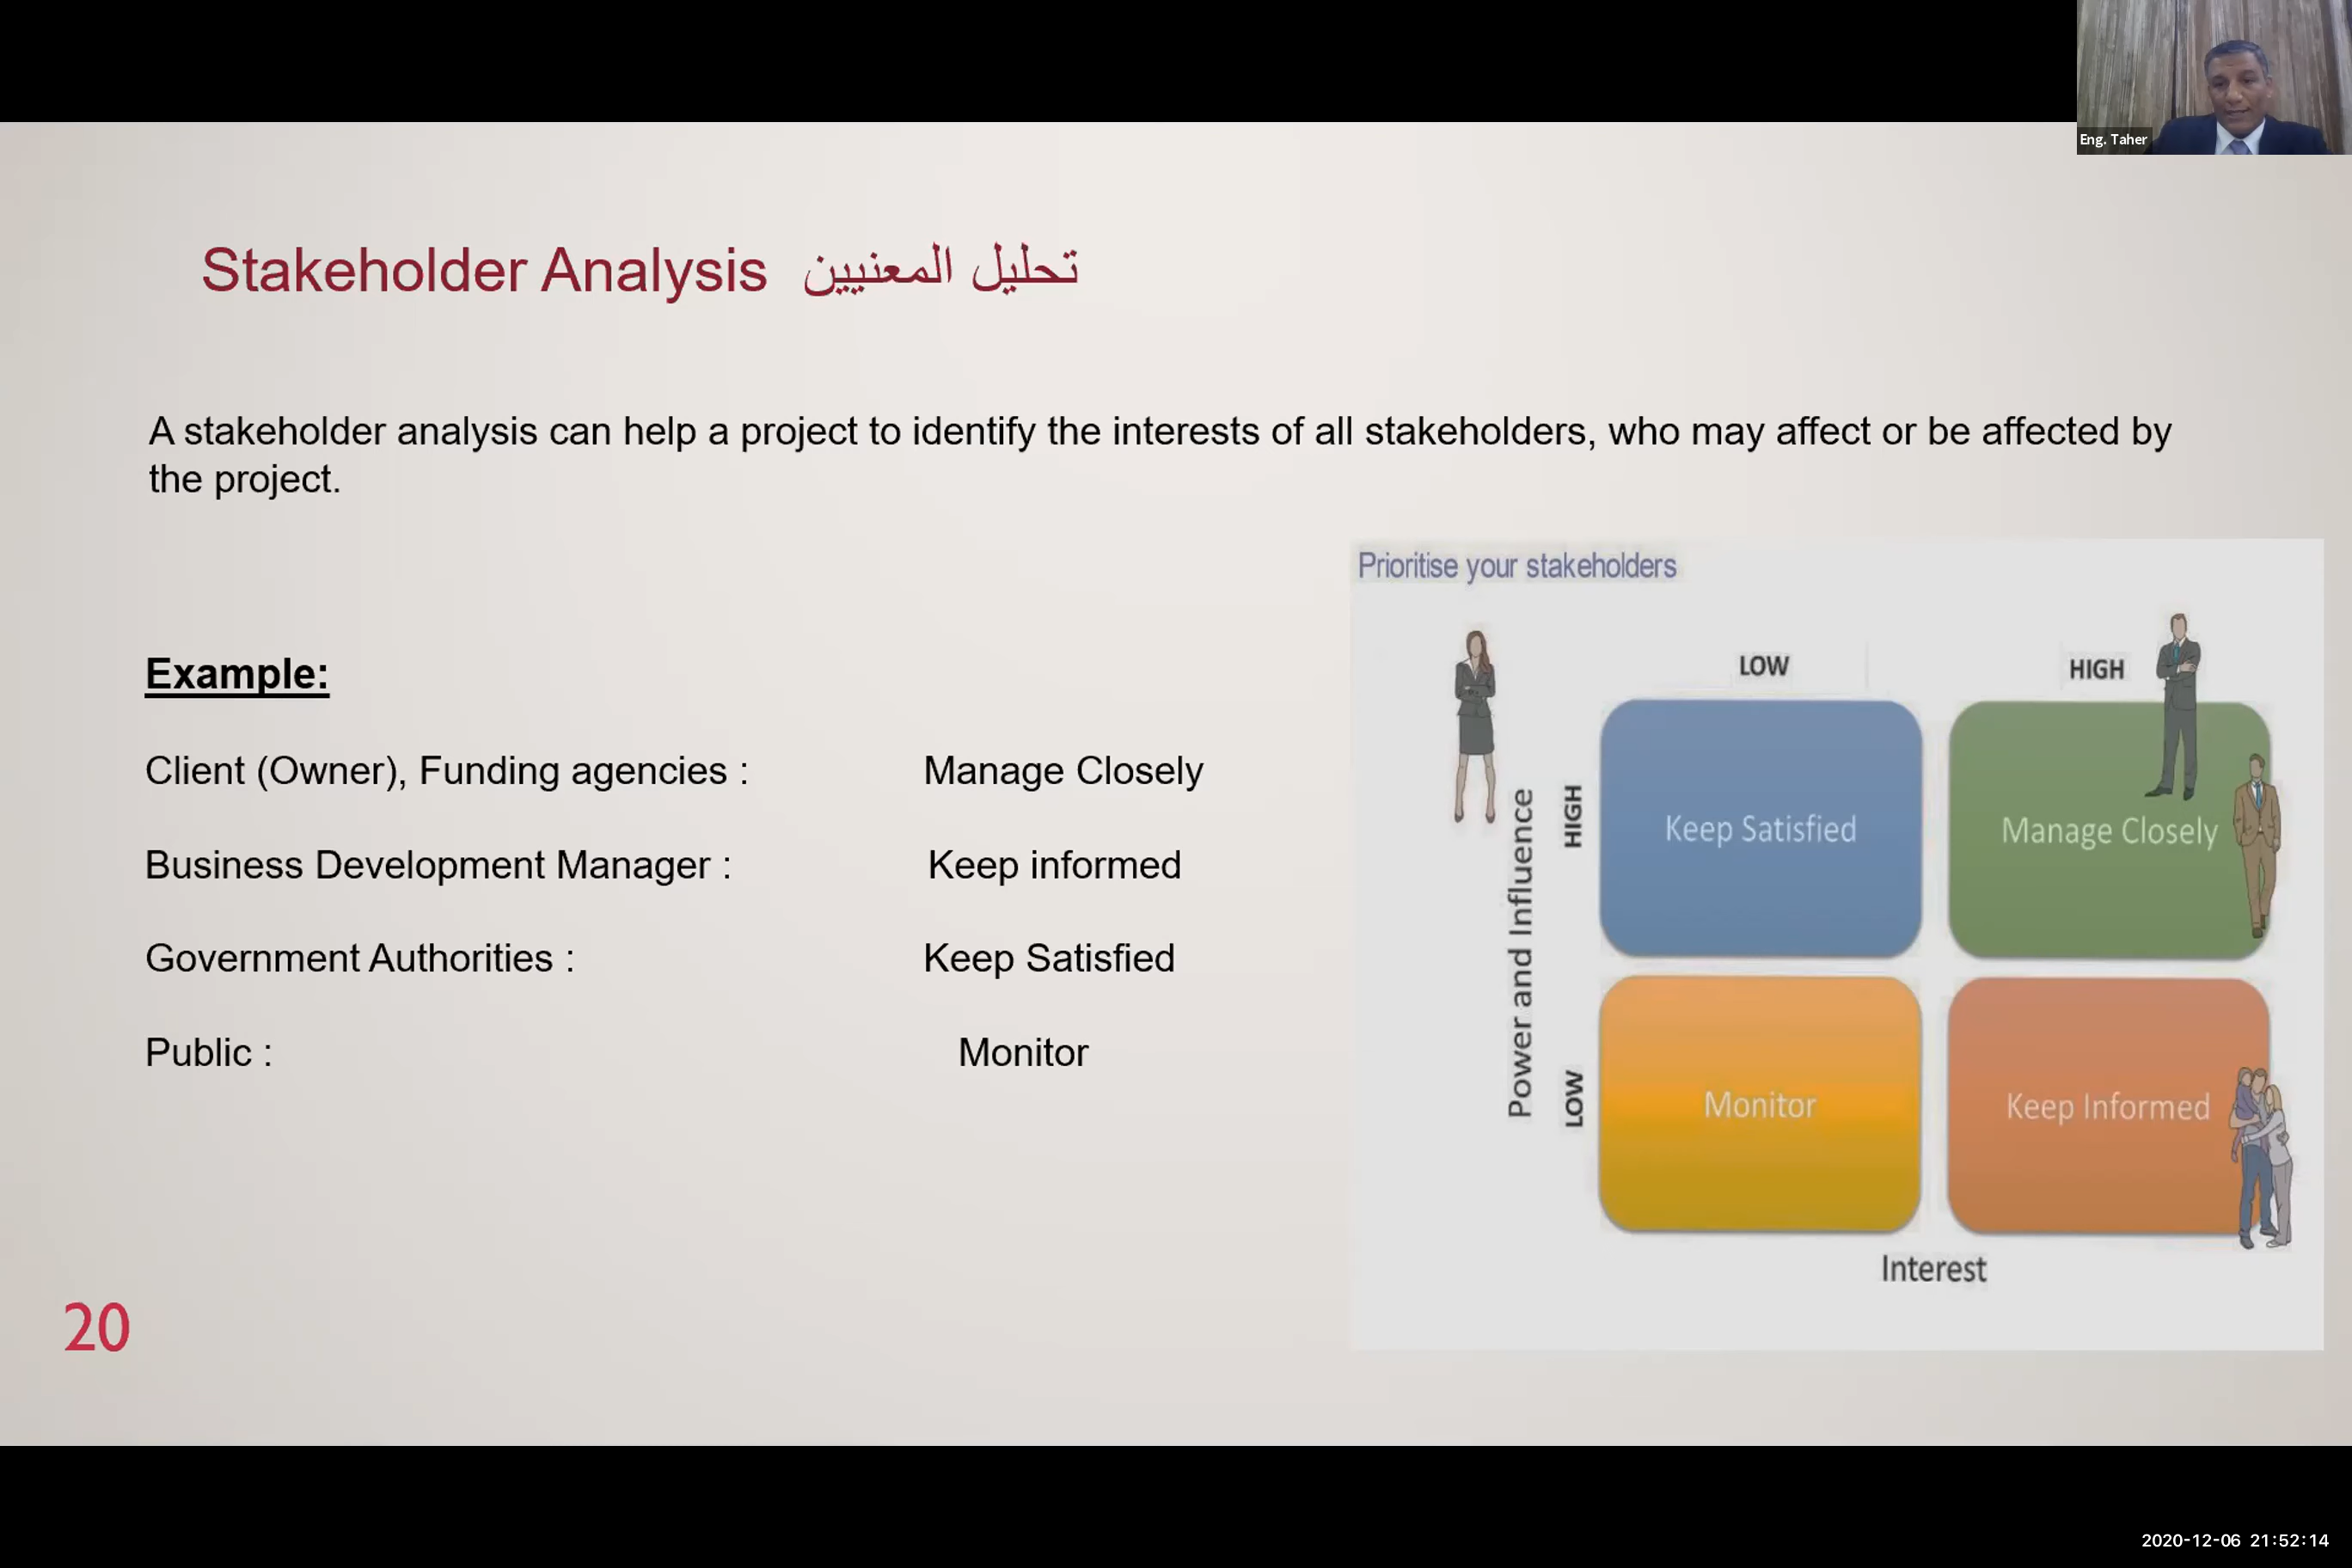 Eng. Taher
Stakeholder Analysis تحليل المعنيين
A stakeholder analysis can help a project to identify the interests of all stakeholders, who may affect or be affected by
the project.
Example:
Client (Owner), Funding agencies : Manage Closely
Business Development Manager : Keep informed
Government Authorities : Keep Satisfied
Public : Monitor
Prioritise your stakeholders
LOW HIGH
Power and Influence
HIGH
Keep Satisfied Manage Closely
LOW
Monitor Keep Informed
Interest
20
2020-12-06 21:52:14